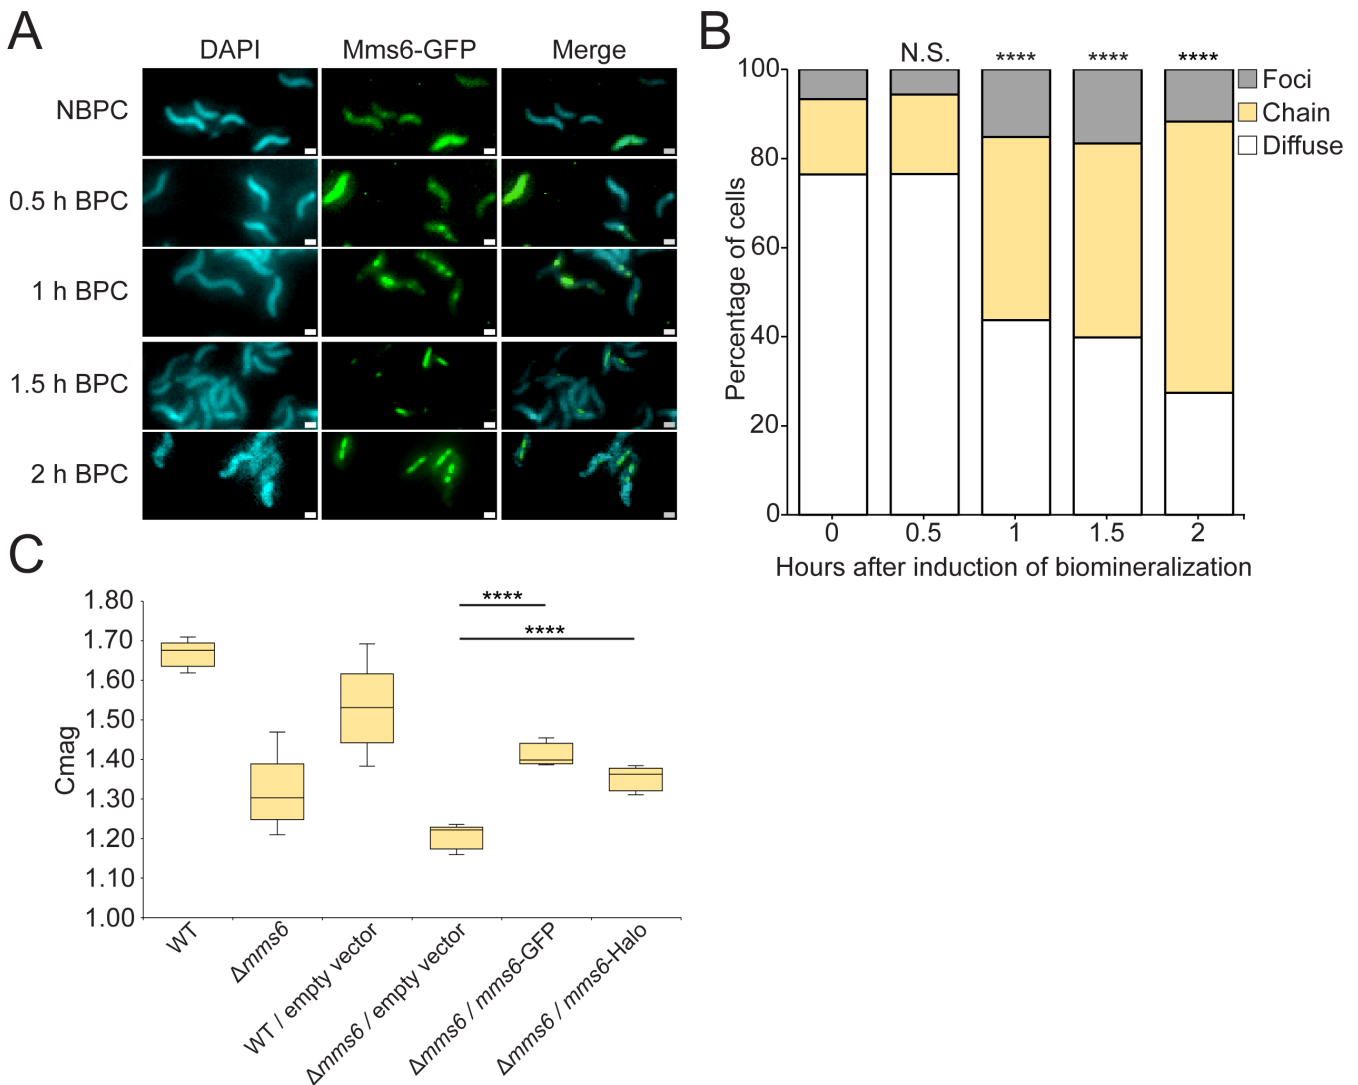 A
DAPI
Mms6-GFP
Merge
NBPC
0.5 h BPC
1 h BPC
1.5 h BPC
2 h BPC
B
N.S.
****
****
****
Foci
Chain
Diffuse
Percentage of cells
100
80
60
40
20
0
0
0.5
1
1.5
2
Hours after induction of biomineralization
C
Cmag
1.80
1.70
1.60
1.50
1.40
1.30
1.20
1.10
1.00
****
****
WT
Δmms6
WT / empty vector
Δmms6 / empty vector
Δmms6 / mms6-GFP
Δmms6 / mms6-Halo